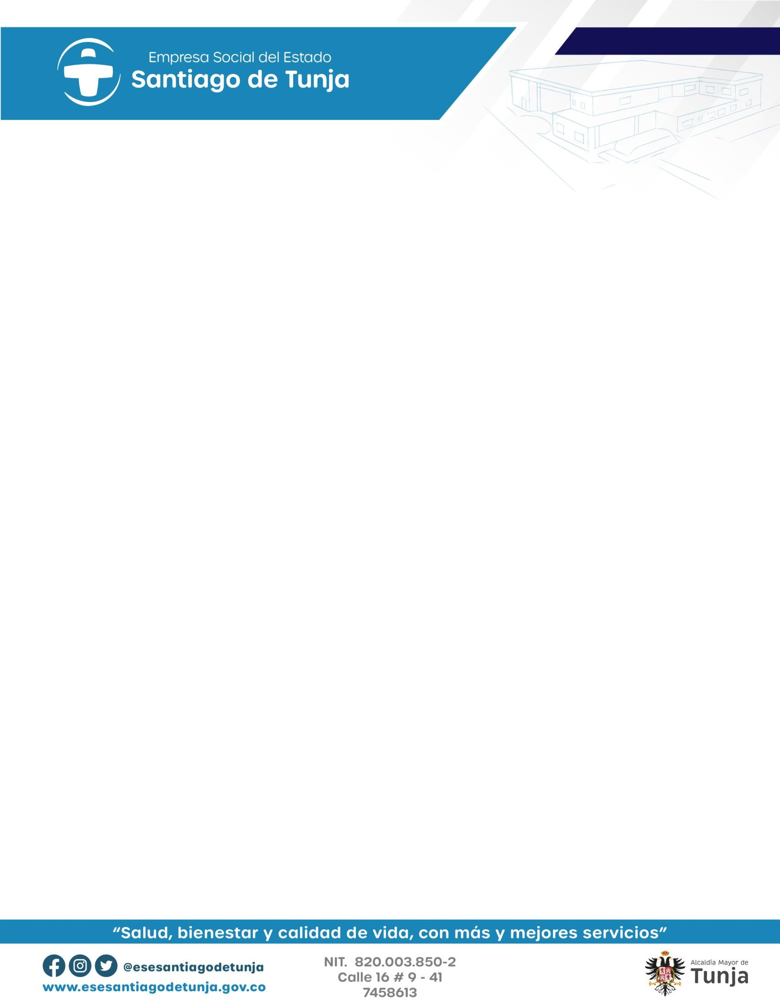 Empresa Social del Estado
Santiago de Tunja
“Salud, bienestar y calidad de vida, con más y mejores servicios”
@esesantiagodetunja
www.esesantiagodetunja.gov.co
NIT. 820.003.850-2
Calle 16 # 9 - 41
7458613
Alcaldía Mayor de
Tunja